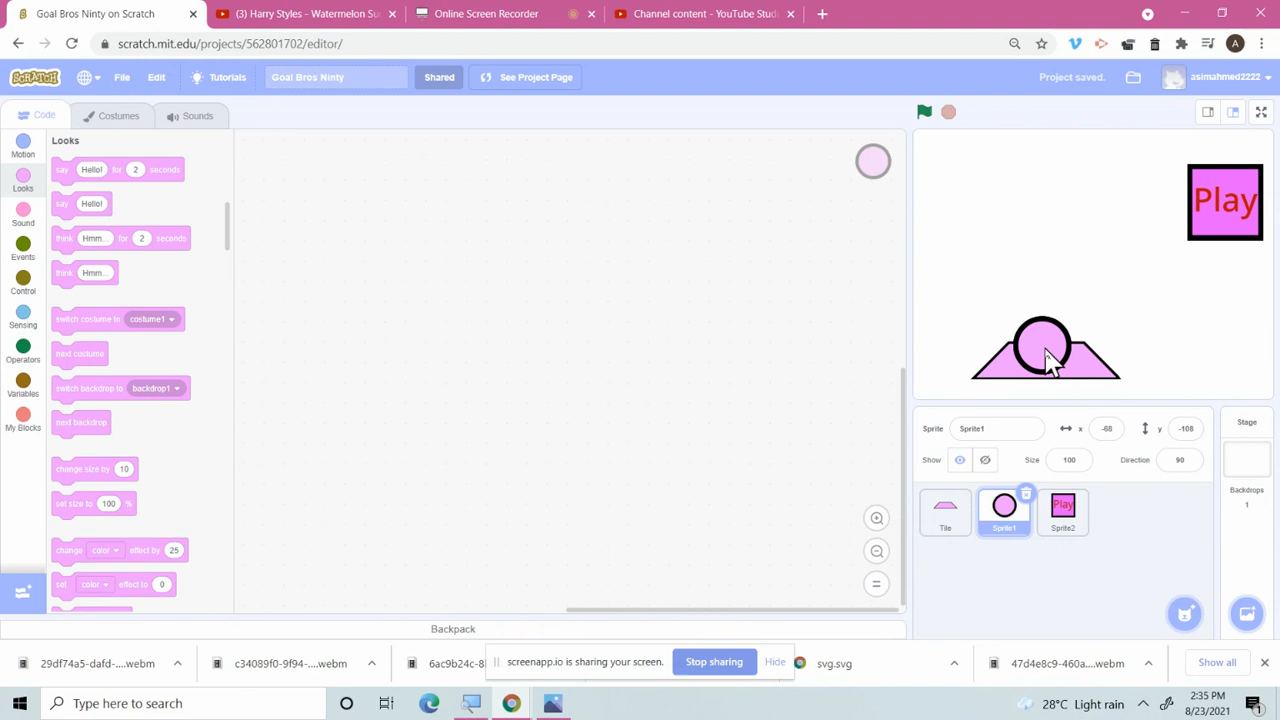 Goal Bros Ninty on Scratch
(3) Harry Styles - Watermelon Su
Online Screen Recorder
Channel content - YouTube Studi
scratch.mit.edu/projects/562801702/editor/
A
SCRATCH
File
Edit
Tutorials
Goal Bros Ninty
Shared
See Project Page
Project saved.
asimahmed2222
Code
Costumes
Sounds
Motion
Looks
Sound
Events
Control
Sensing
Operators
Variables
My Blocks
Looks
say Hello! for 2 seconds
say Hello!
think Hmm... for 2 seconds
think Hmm...
switch costume to costume1
next costume
switch backdrop to backdrop1
next backdrop
change size by 10
set size to 100 %
change color effect by 25
set color effect to 0
Play
Sprite Sprite1 x -68 y -108
Show Size 100 Direction 90
Tile
Sprite1
Play
Sprite2
Stage
Backdrops
1
Backpack
29df74a5-dafd-....webm
c34089f0-9f94-....webm
6ac9b24c-8
screenapp.io is sharing your screen.
Stop sharing
Hide
svg.svg
47d4e8c9-460a....webm
Show all
Type here to search
28°C Light rain
2:35 PM
8/23/2021
1